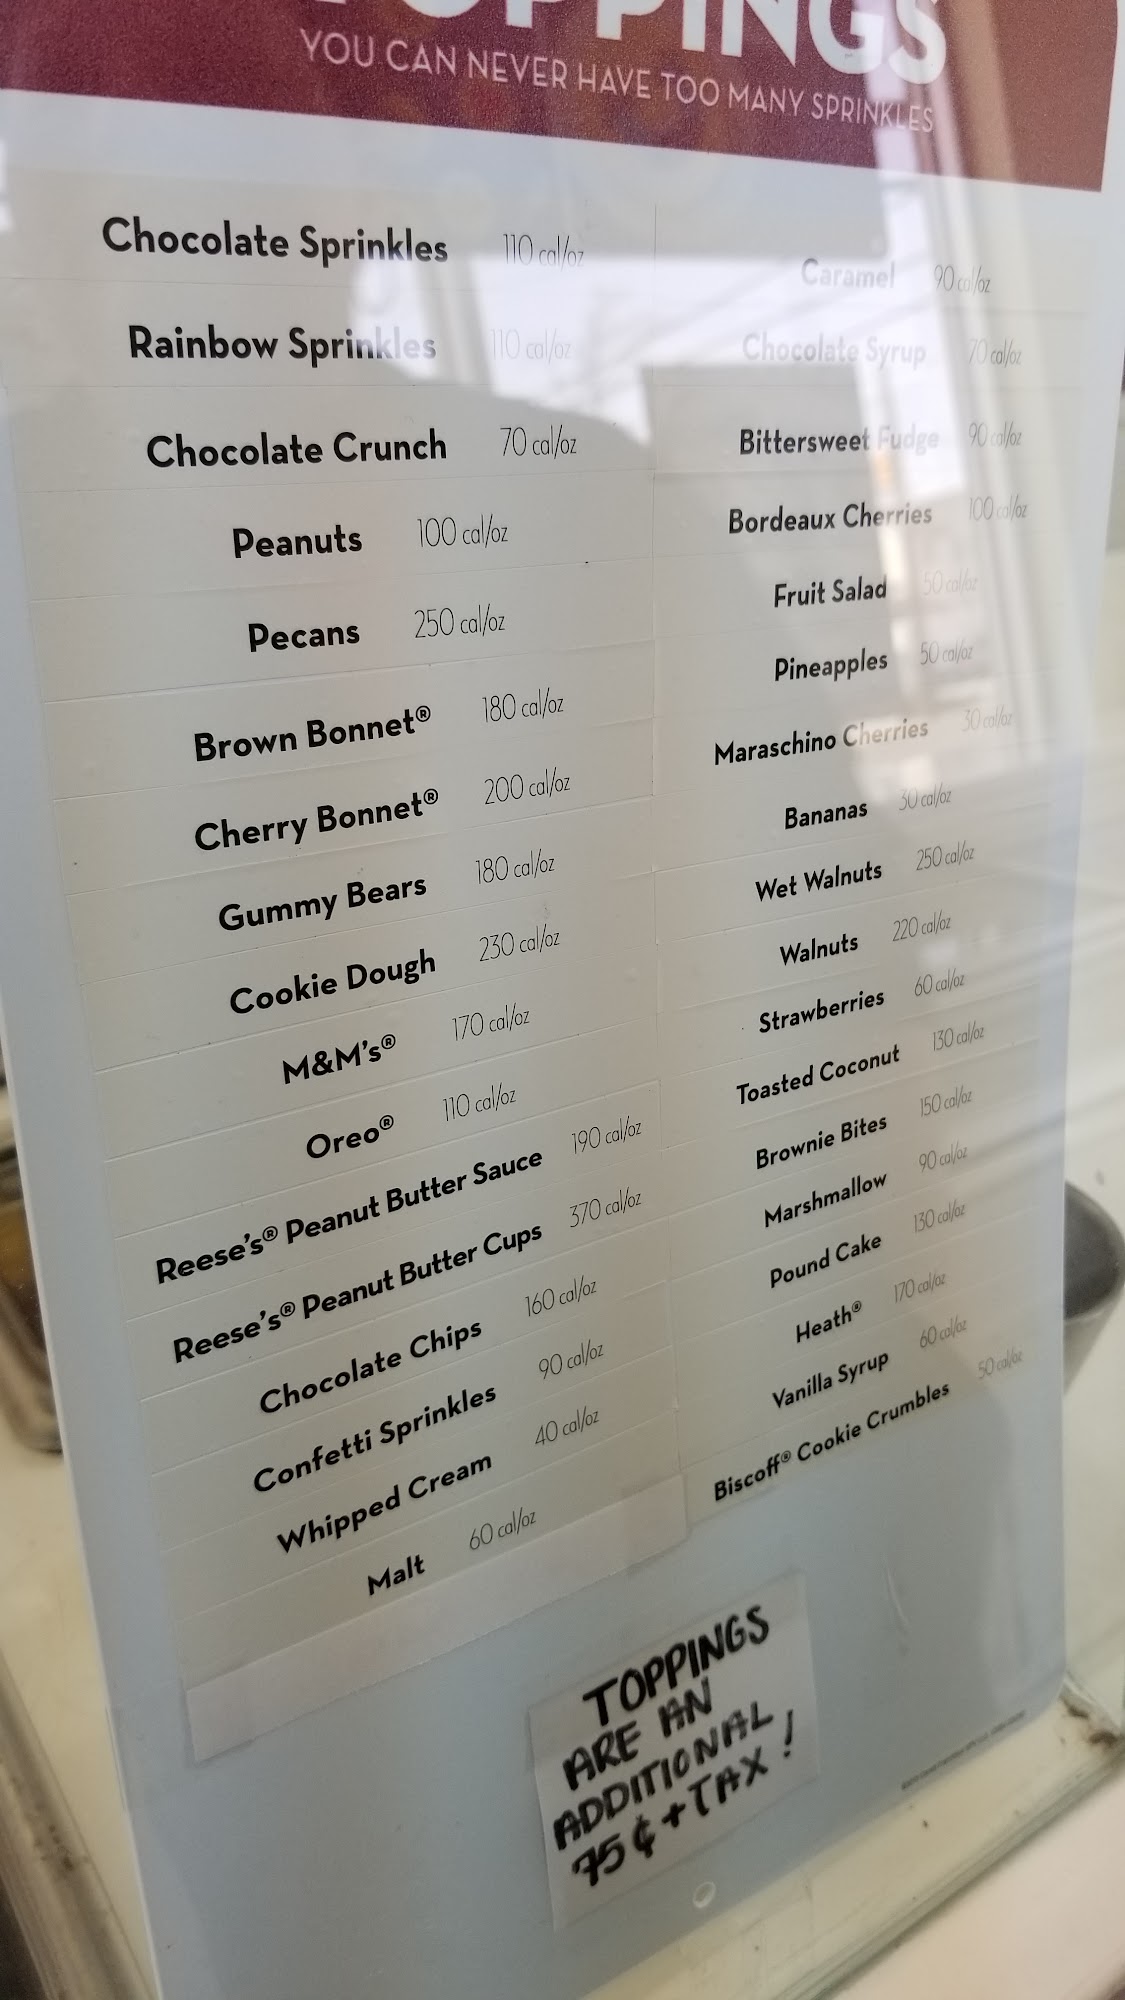 TOPPINGS
YOU CAN NEVER HAVE TOO MANY SPRINKLES
Chocolate Sprinkles 110 cal/oz
Rainbow Sprinkles 110 cal/oz
Chocolate Crunch 70 cal/oz
Peanuts 100 cal/oz
Pecans 250 cal/oz
Brown Bonnet® 180 cal/oz
Cherry Bonnet® 200 cal/oz
Gummy Bears 180 cal/oz
Cookie Dough 230 cal/oz
M&M's® 170 cal/oz
Oreo® 110 cal/oz
Reese's® Peanut Butter Sauce 190 cal/oz
Reese's® Peanut Butter Cups 370 cal/oz
Chocolate Chips 160 cal/oz
Confetti Sprinkles 90 cal/oz
Whipped Cream 40 cal/oz
Malt 60 cal/oz
Caramel 90 cal/oz
Chocolate Syrup 70 cal/oz
Bittersweet Fudge 90 cal/oz
Bordeaux Cherries 100 cal/oz
Fruit Salad 50 cal/oz
Pineapples 50 cal/oz
Maraschino Cherries 30 cal/oz
Bananas 30 cal/oz
Wet Walnuts 250 cal/oz
Walnuts 220 cal/oz
Strawberries 60 cal/oz
Toasted Coconut 130 cal/oz
Brownie Bites 150 cal/oz
Marshmallow 90 cal/oz
Pound Cake 130 cal/oz
Heath® 170 cal/oz
Vanilla Syrup 60 cal/oz
Biscoff® Cookie Crumbles 50 cal/oz
TOPPINGS
ARE AN
ADDITIONAL
75¢ + TAX!